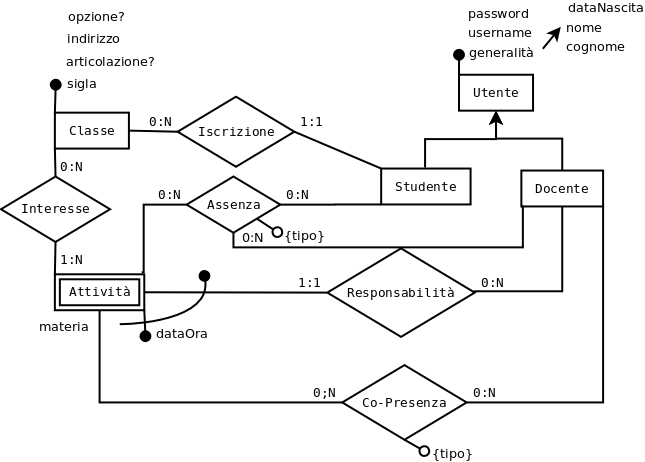 opzione?
indirizzo
articolazione?
sigla
password
username
generalità
dataNascita
nome
cognome
Utente
Classe
0:N
Iscrizione
1:1
0:N
Studente
Docente
Interesse
0:N
Assenza
0:N
0:N
{tipo}
1:N
Attività
1:1
Responsabilità
0:N
materia
dataOra
0;N
Co-Presenza
0:N
{tipo}